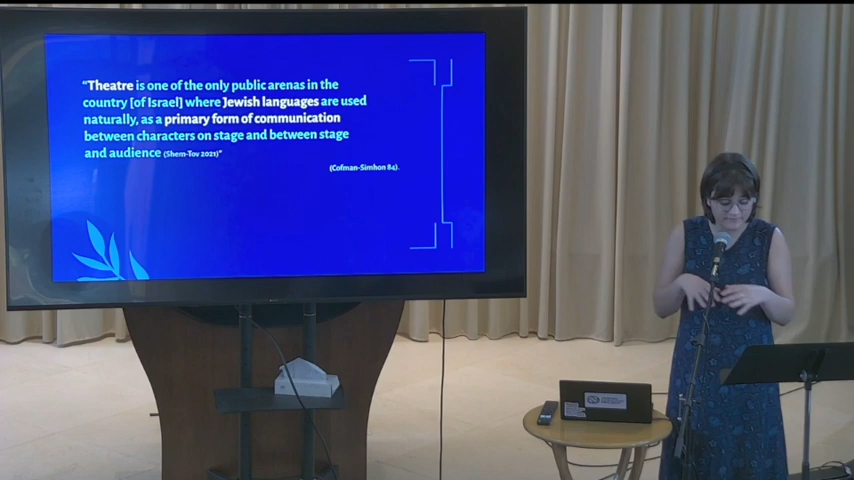 “Theatre is one of the only public arenas in the
country [of Israel] where Jewish languages are used
naturally, as a primary form of communication
between characters on stage and between stage
and audience (Shem-Tov 2021)”
(Cofman-Simhon 84).